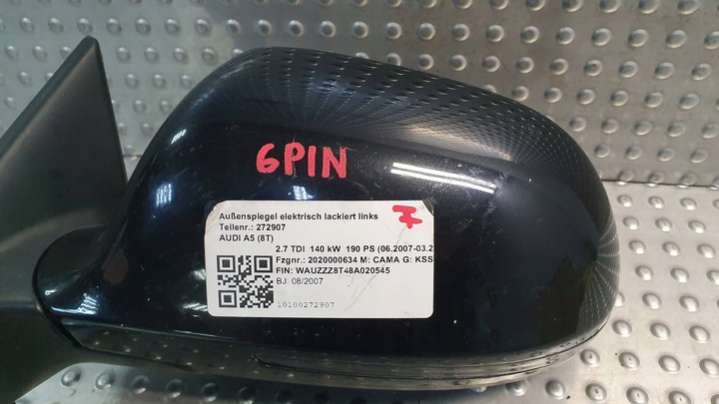 6PIN
Außenspiegel elektrisch lackiert links
7
Teilenr.: 272907
AUDI A5 (8T)
2.7 TDI 140 kW 190 PS (06.2007-03.2
Fzgnr.: 2020000634 M: CAMA G: KSS
FIN: WAUZZZ8T48A020545
BJ: 08/2007
10100272907